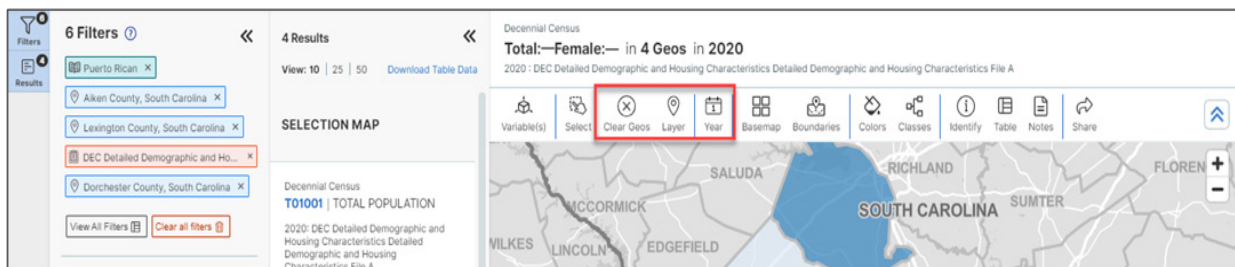 8
Filters
4
Results
6 Filters ?
Puerto Rican ×
Aiken County, South Carolina ×
Lexington County, South Carolina ×
DEC Detailed Demographic and Ho... ×
Dorchester County, South Carolina ×
View All Filters
Clear all filters
4 Results
View: 10 | 25 | 50 Download Table Data
SELECTION MAP
Decennial Census
T01001 | TOTAL POPULATION
2020: DEC Detailed Demographic and
Housing Characteristics Detailed
Demographic and Housing
Characteristics File A
Decennial Census
Total:—Female:— in 4 Geos in 2020
2020 : DEC Detailed Demographic and Housing Characteristics Detailed Demographic and Housing Characteristics File A
Variable(s) Select Clear Geos Layer Year Basemap Boundaries Colors Classes Identify Table Notes Share
SALUDA
RICHLAND
FLOREN
MCCORMICK
SOUTH CAROLINA
SUMTER
WILKES
LINCOLN
EDGEFIELD
+
−